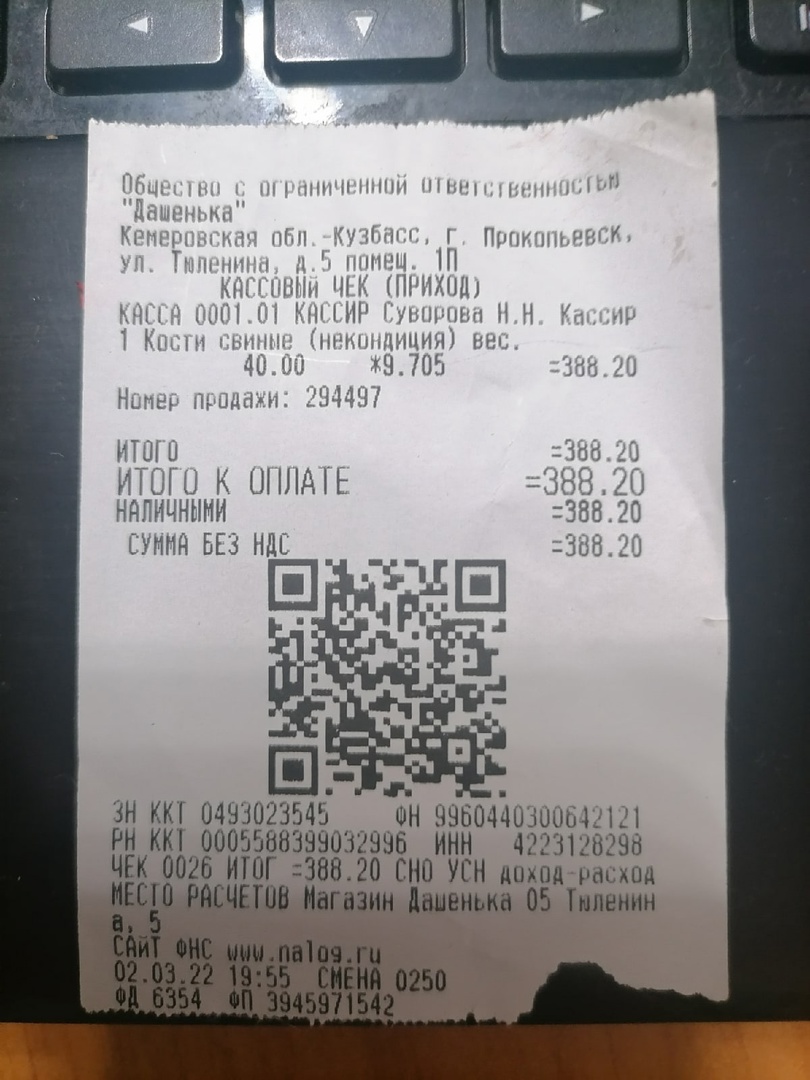 Общество с ограниченной ответственностью
"Дашенька"
Кемеровская обл.-Кузбасс, г. Прокопьевск,
ул. Тюленина, д.5 помещ. 1П
КАССОВЫЙ ЧЕК (ПРИХОД)
КАССА 0001.01 КАССИР Суворова Н.Н. Кассир
1 Кости свиные (некондиция) вес.
40.00 *9.705 =388.20
Номер продажи: 294497
ИТОГО =388.20
ИТОГО К ОПЛАТЕ =388.20
НАЛИЧНЫМИ =388.20
СУММА БЕЗ НДС =388.20
ЗН ККТ 0493023545 ФН 9960440300642121
РН ККТ 0005588399032996 ИНН 4223128298
ЧЕК 0026 ИТОГ =388.20 СНО УСН доход-расход
МЕСТО РАСЧЕТОВ Магазин Дашенька 05 Тюленин
а, 5
САЙТ ФНС www.nalog.ru
02.03.22 19:55 СМЕНА 0250
ФД 6354 ФП 3945971542